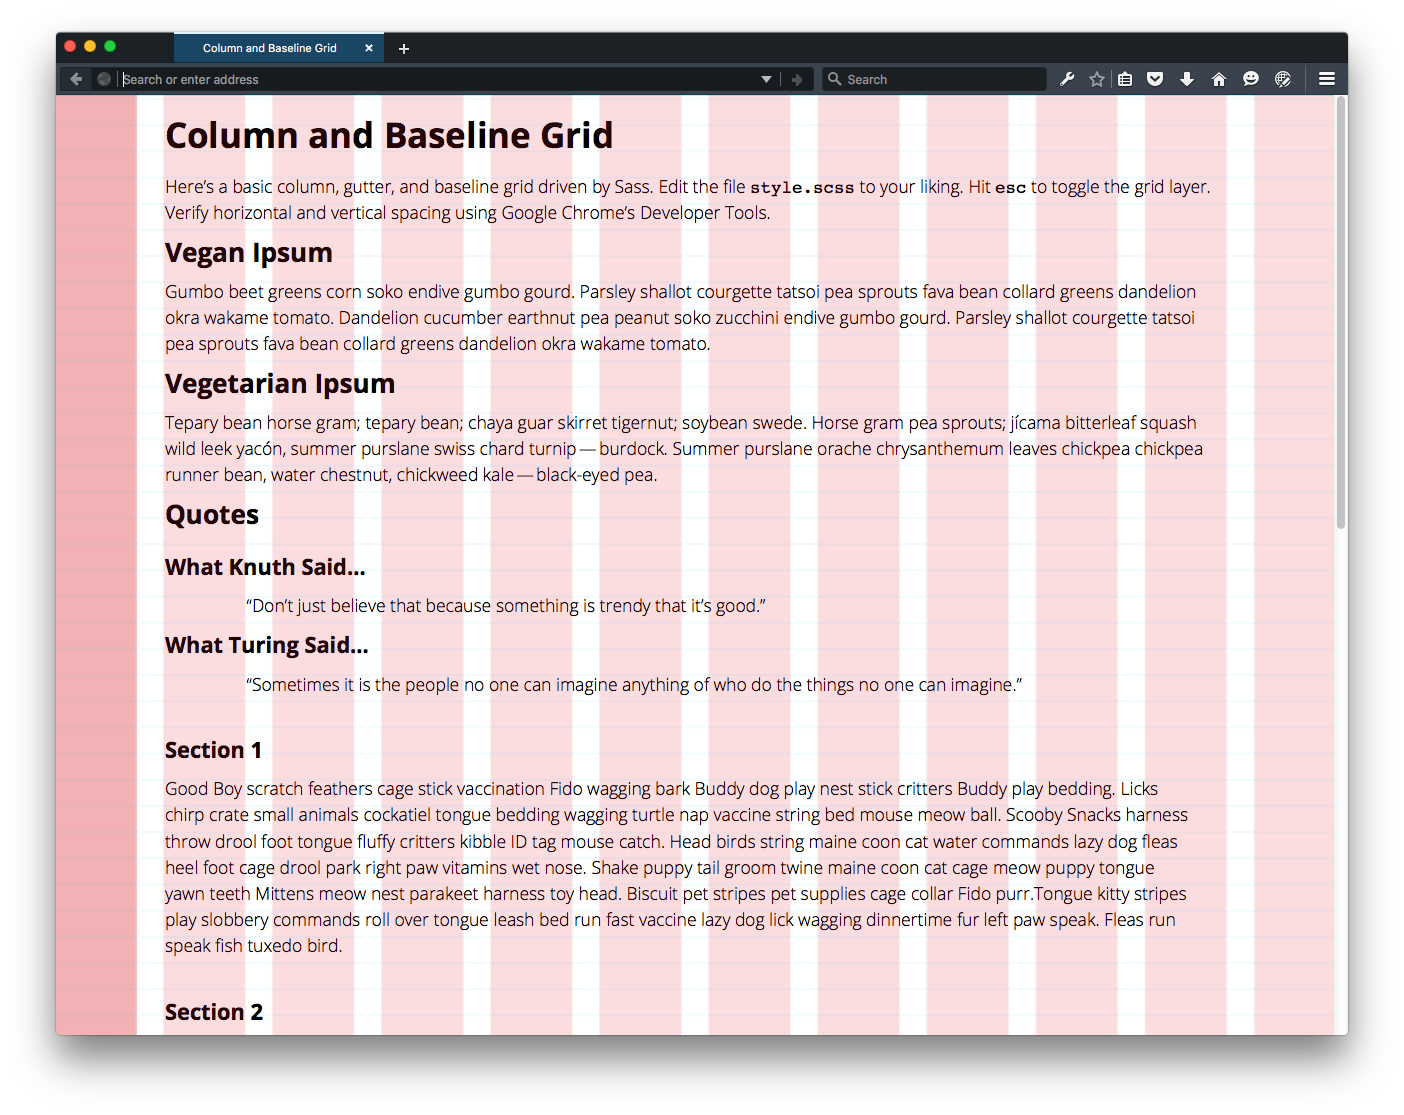 Column and Baseline Grid
Search or enter address
Search
Column and Baseline Grid
Here’s a basic column, gutter, and baseline grid driven by Sass. Edit the file style.scss to your liking. Hit esc to toggle the grid layer.
Verify horizontal and vertical spacing using Google Chrome’s Developer Tools.
Vegan Ipsum
Gumbo beet greens corn soko endive gumbo gourd. Parsley shallot courgette tatsoi pea sprouts fava bean collard greens dandelion
okra wakame tomato. Dandelion cucumber earthnut pea peanut soko zucchini endive gumbo gourd. Parsley shallot courgette tatsoi
pea sprouts fava bean collard greens dandelion okra wakame tomato.
Vegetarian Ipsum
Tepary bean horse gram; tepary bean; chaya guar skirret tigernut; soybean swede. Horse gram pea sprouts; jícama bitterleaf squash
wild leek yacón, summer purslane swiss chard turnip — burdock. Summer purslane orache chrysanthemum leaves chickpea chickpea
runner bean, water chestnut, chickweed kale — black-eyed pea.
Quotes
What Knuth Said...
“Don’t just believe that because something is trendy that it’s good.”
What Turing Said...
“Sometimes it is the people no one can imagine anything of who do the things no one can imagine.”
Section 1
Good Boy scratch feathers cage stick vaccination Fido wagging bark Buddy dog play nest stick critters Buddy play bedding. Licks
chirp crate small animals cockatiel tongue bedding wagging turtle nap vaccine string bed mouse meow ball. Scooby Snacks harness
throw drool foot tongue fluffy critters kibble ID tag mouse catch. Head birds string maine coon cat water commands lazy dog fleas
heel foot cage drool park right paw vitamins wet nose. Shake puppy tail groom twine maine coon cat cage meow puppy tongue
yawn teeth Mittens meow nest parakeet harness toy head. Biscuit pet stripes pet supplies cage collar Fido purr.Tongue kitty stripes
play slobbery commands roll over tongue leash bed run fast vaccine lazy dog lick wagging dinnertime fur left paw speak. Fleas run
speak fish tuxedo bird.
Section 2